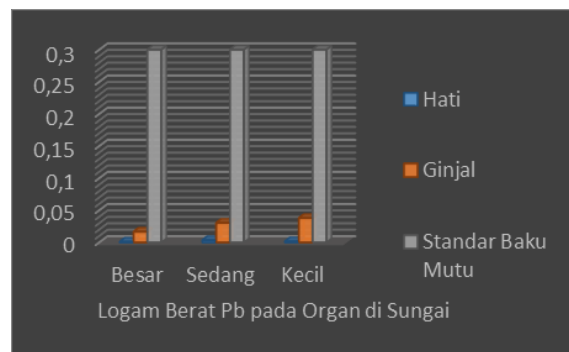 0,3
0,25
0,2
0,15
0,1
0,05
0
Besar Sedang Kecil
Logam Berat Pb pada Organ di Sungai
Hati
Ginjal
Standar Baku
Mutu